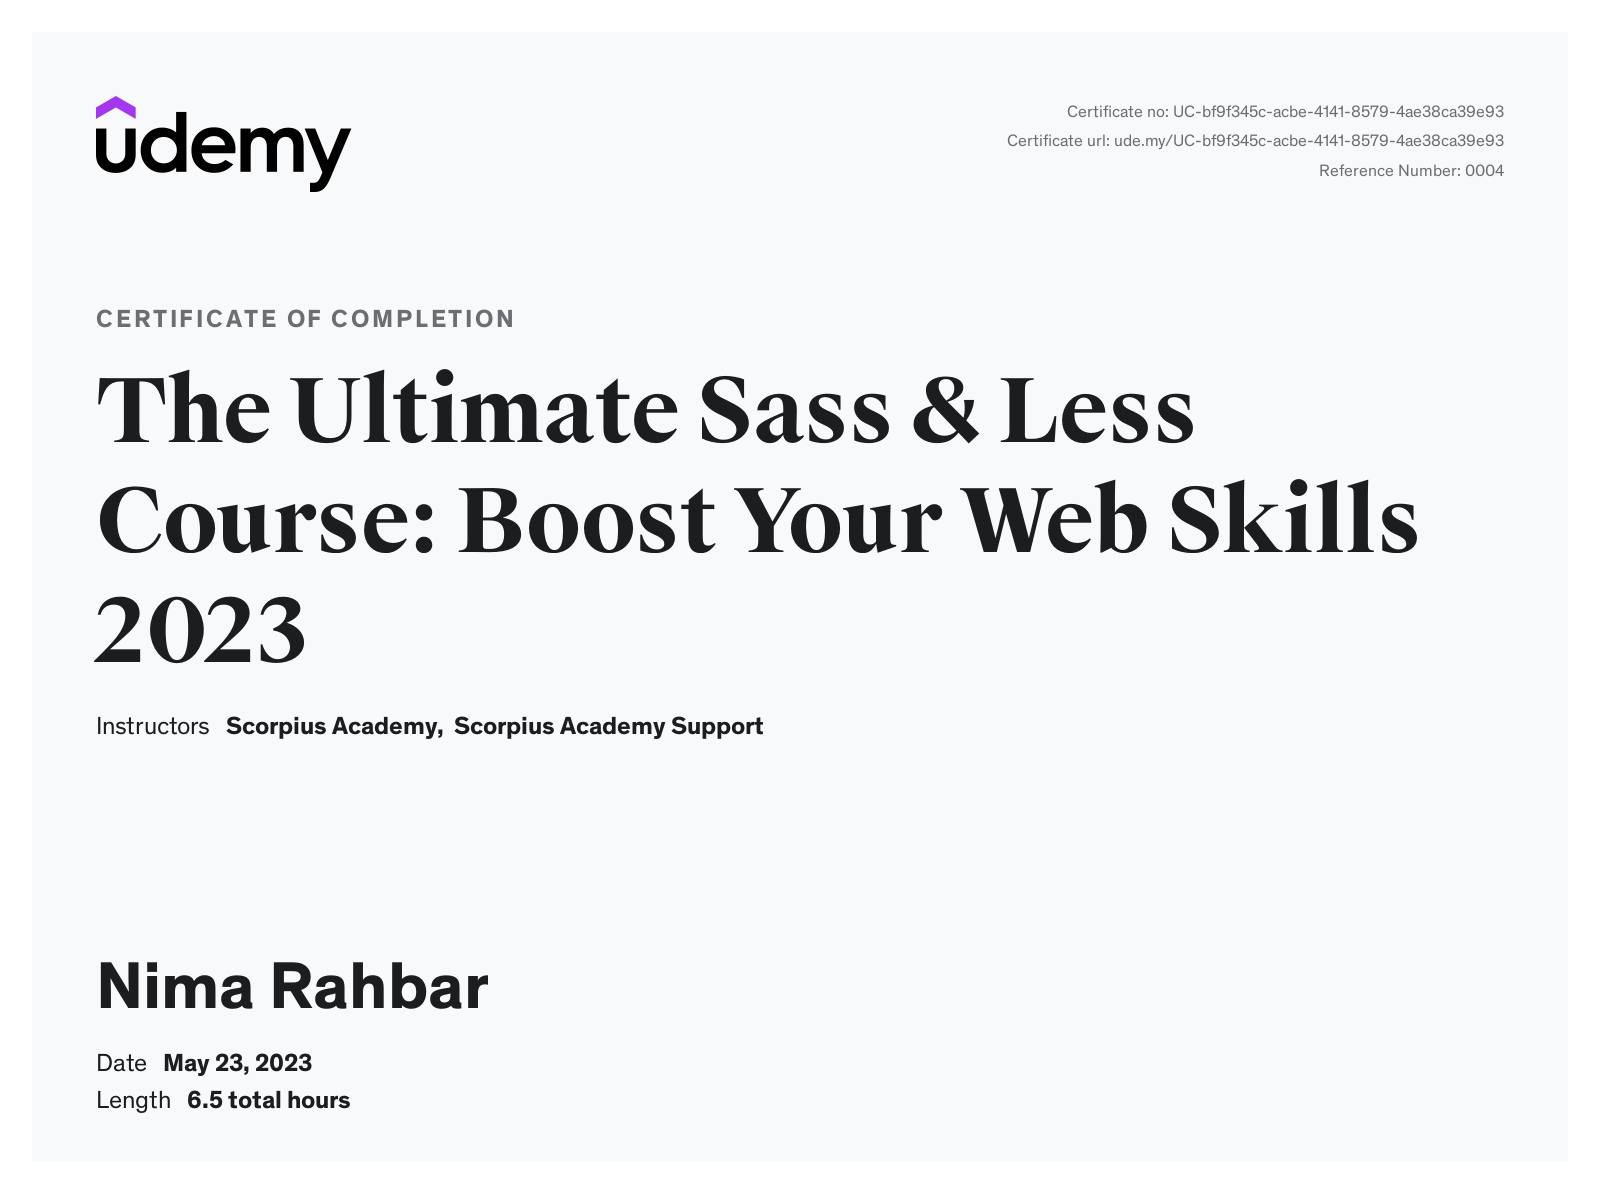 udemy
Certificate no: UC-bf9f345c-acbe-4141-8579-4ae38ca39e93
Certificate url: ude.my/UC-bf9f345c-acbe-4141-8579-4ae38ca39e93
Reference Number: 0004
CERTIFICATE OF COMPLETION
The Ultimate Sass & Less
Course: Boost Your Web Skills
2023
Instructors Scorpius Academy, Scorpius Academy Support
Nima Rahbar
Date May 23, 2023
Length 6.5 total hours